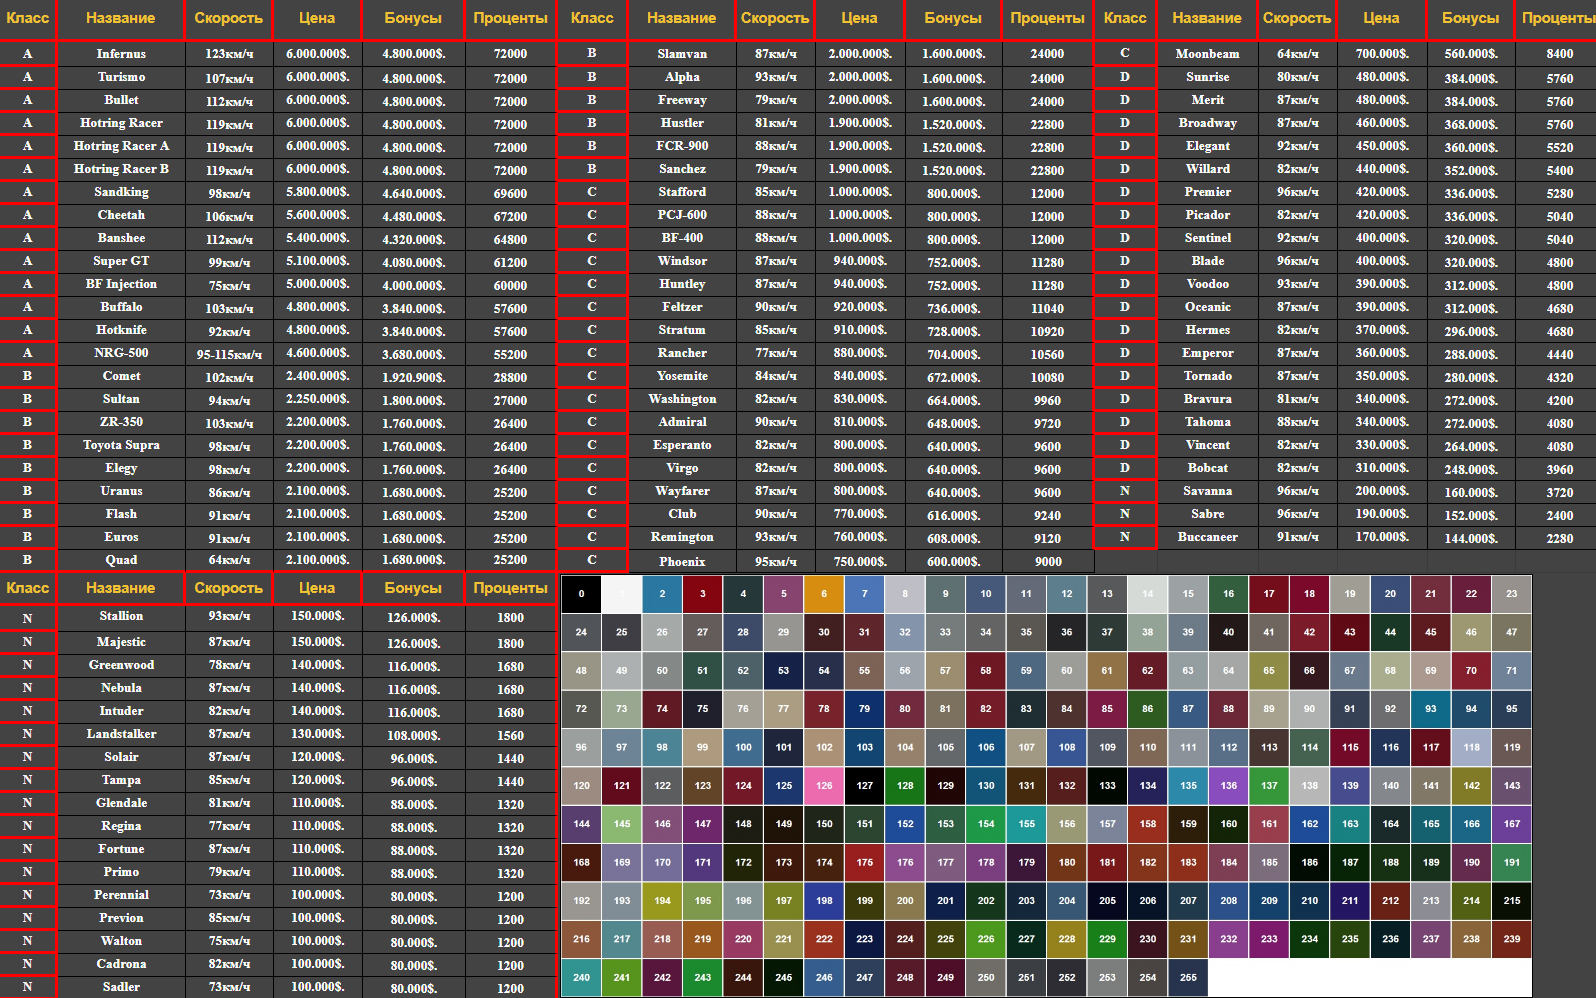 Класс Название Скорость Цена Бонусы Проценты Класс Название Скорость Цена Бонусы Проценты Класс Название Скорость Цена Бонусы Проценты
A Infernus 123км/ч 6.000.000$. 4.800.000$. 72000 B Slamvan 87км/ч 2.000.000$. 1.600.000$. 24000 C Moonbeam 64км/ч 700.000$. 560.000$. 8400
A Turismo 107км/ч 6.000.000$. 4.800.000$. 72000 B Alpha 93км/ч 2.000.000$. 1.600.000$. 24000 D Sunrise 80км/ч 480.000$. 384.000$. 5760
A Bullet 112км/ч 6.000.000$. 4.800.000$. 72000 B Freeway 79км/ч 2.000.000$. 1.600.000$. 24000 D Merit 87км/ч 480.000$. 384.000$. 5760
A Hotring Racer 119км/ч 6.000.000$. 4.800.000$. 72000 B Hustler 81км/ч 1.900.000$. 1.520.000$. 22800 D Broadway 87км/ч 460.000$. 368.000$. 5760
A Hotring Racer A 119км/ч 6.000.000$. 4.800.000$. 72000 B FCR-900 88км/ч 1.900.000$. 1.520.000$. 22800 D Elegant 92км/ч 450.000$. 360.000$. 5520
A Hotring Racer B 119км/ч 6.000.000$. 4.800.000$. 72000 B Sanchez 79км/ч 1.900.000$. 1.520.000$. 22800 D Willard 82км/ч 440.000$. 352.000$. 5400
A Sandking 98км/ч 5.800.000$. 4.640.000$. 69600 C Stafford 85км/ч 1.000.000$. 800.000$. 12000 D Premier 96км/ч 420.000$. 336.000$. 5280
A Cheetah 106км/ч 5.600.000$. 4.480.000$. 67200 C PCJ-600 88км/ч 1.000.000$. 800.000$. 12000 D Picador 82км/ч 420.000$. 336.000$. 5040
A Banshee 112км/ч 5.400.000$. 4.320.000$. 64800 C BF-400 88км/ч 1.000.000$. 800.000$. 12000 D Sentinel 92км/ч 400.000$. 320.000$. 5040
A Super GT 99км/ч 5.100.000$. 4.080.000$. 61200 C Windsor 87км/ч 940.000$. 752.000$. 11280 D Blade 96км/ч 400.000$. 320.000$. 4800
A BF Injection 75км/ч 5.000.000$. 4.000.000$. 60000 C Huntley 87км/ч 940.000$. 752.000$. 11280 D Voodoo 93км/ч 390.000$. 312.000$. 4800
A Buffalo 103км/ч 4.800.000$. 3.840.000$. 57600 C Feltzer 90км/ч 920.000$. 736.000$. 11040 D Oceanic 87км/ч 390.000$. 312.000$. 4680
A Hotknife 92км/ч 4.800.000$. 3.840.000$. 57600 C Stratum 85км/ч 910.000$. 728.000$. 10920 D Hermes 82км/ч 370.000$. 296.000$. 4680
A NRG-500 95-115км/ч 4.600.000$. 3.680.000$. 55200 C Rancher 77км/ч 880.000$. 704.000$. 10560 D Emperor 87км/ч 360.000$. 288.000$. 4440
B Comet 102км/ч 2.400.000$. 1.920.900$. 28800 C Yosemite 84км/ч 840.000$. 672.000$. 10080 D Tornado 87км/ч 350.000$. 280.000$. 4320
B Sultan 94км/ч 2.250.000$. 1.800.000$. 27000 C Washington 82км/ч 830.000$. 664.000$. 9960 D Bravura 81км/ч 340.000$. 272.000$. 4200
B ZR-350 103км/ч 2.200.000$. 1.760.000$. 26400 C Admiral 90км/ч 810.000$. 648.000$. 9720 D Tahoma 88км/ч 340.000$. 272.000$. 4080
B Toyota Supra 98км/ч 2.200.000$. 1.760.000$. 26400 C Esperanto 82км/ч 800.000$. 640.000$. 9600 D Vincent 82км/ч 330.000$. 264.000$. 4080
B Elegy 98км/ч 2.200.000$. 1.760.000$. 26400 C Virgo 82км/ч 800.000$. 640.000$. 9600 D Bobcat 82км/ч 310.000$. 248.000$. 3960
B Uranus 86км/ч 2.100.000$. 1.680.000$. 25200 C Wayfarer 87км/ч 800.000$. 640.000$. 9600 N Savanna 96км/ч 200.000$. 160.000$. 3720
B Flash 91км/ч 2.100.000$. 1.680.000$. 25200 C Club 90км/ч 770.000$. 616.000$. 9240 N Sabre 96км/ч 190.000$. 152.000$. 2400
B Euros 91км/ч 2.100.000$. 1.680.000$. 25200 C Remington 93км/ч 760.000$. 608.000$. 9120 N Buccaneer 91км/ч 170.000$. 144.000$. 2280
B Quad 64км/ч 2.100.000$. 1.680.000$. 25200 C Phoenix 95км/ч 750.000$. 600.000$. 9000
Класс Название Скорость Цена Бонусы Проценты
N Stallion 93км/ч 150.000$. 126.000$. 1800
N Majestic 87км/ч 150.000$. 126.000$. 1800
N Greenwood 78км/ч 140.000$. 116.000$. 1680
N Nebula 87км/ч 140.000$. 116.000$. 1680
N Intuder 82км/ч 140.000$. 116.000$. 1680
N Landstalker 87км/ч 130.000$. 108.000$. 1560
N Solair 87км/ч 120.000$. 96.000$. 1440
N Tampa 85км/ч 120.000$. 96.000$. 1440
N Glendale 81км/ч 110.000$. 88.000$. 1320
N Regina 77км/ч 110.000$. 88.000$. 1320
N Fortune 87км/ч 110.000$. 88.000$. 1320
N Primo 79км/ч 110.000$. 88.000$. 1320
N Perennial 73км/ч 100.000$. 80.000$. 1200
N Previon 85км/ч 100.000$. 80.000$. 1200
N Walton 75км/ч 100.000$. 80.000$. 1200
N Cadrona 82км/ч 100.000$. 80.000$. 1200
N Sadler 73км/ч 100.000$. 80.000$. 1200
0 1 2 3 4 5 6 7 8 9 10 11 12 13 14 15 16 17 18 19 20 21 22 23
24 25 26 27 28 29 30 31 32 33 34 35 36 37 38 39 40 41 42 43 44 45 46 47
48 49 50 51 52 53 54 55 56 57 58 59 60 61 62 63 64 65 66 67 68 69 70 71
72 73 74 75 76 77 78 79 80 81 82 83 84 85 86 87 88 89 90 91 92 93 94 95
96 97 98 99 100 101 102 103 104 105 106 107 108 109 110 111 112 113 114 115 116 117 118 119
120 121 122 123 124 125 126 127 128 129 130 131 132 133 134 135 136 137 138 139 140 141 142 143
144 145 146 147 148 149 150 151 152 153 154 155 156 157 158 159 160 161 162 163 164 165 166 167
168 169 170 171 172 173 174 175 176 177 178 179 180 181 182 183 184 185 186 187 188 189 190 191
192 193 194 195 196 197 198 199 200 201 202 203 204 205 206 207 208 209 210 211 212 213 214 215
216 217 218 219 220 221 222 223 224 225 226 227 228 229 230 231 232 233 234 235 236 237 238 239
240 241 242 243 244 245 246 247 248 249 250 251 252 253 254 255